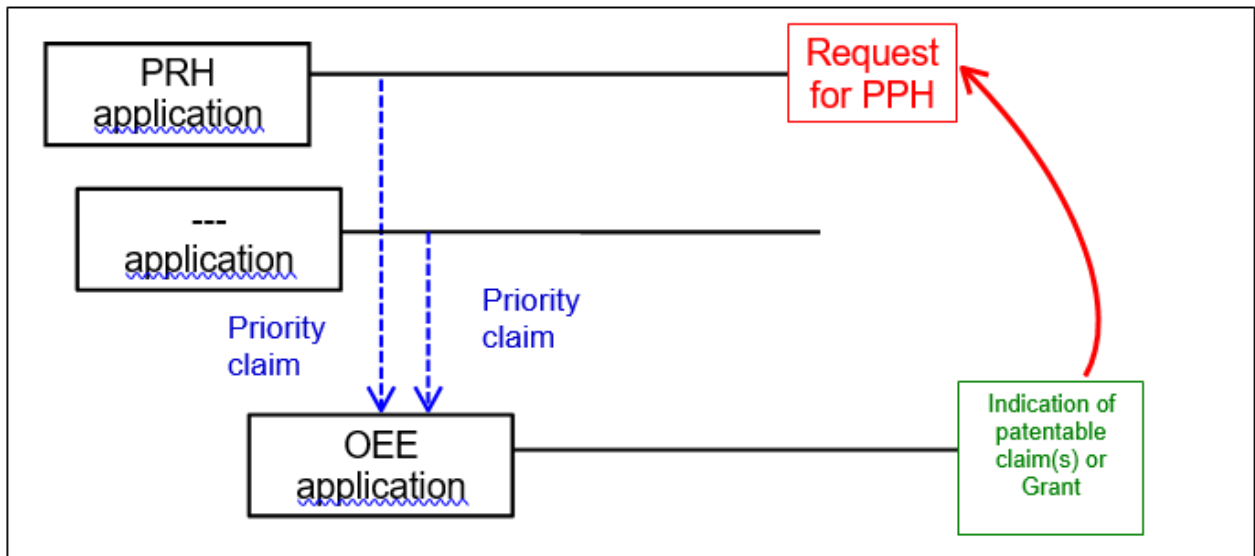 PRH
application
Request
for PPH
---
application
Priority
claim
Priority
claim
OEE
application
Indication of
patentable
claim(s) or
Grant